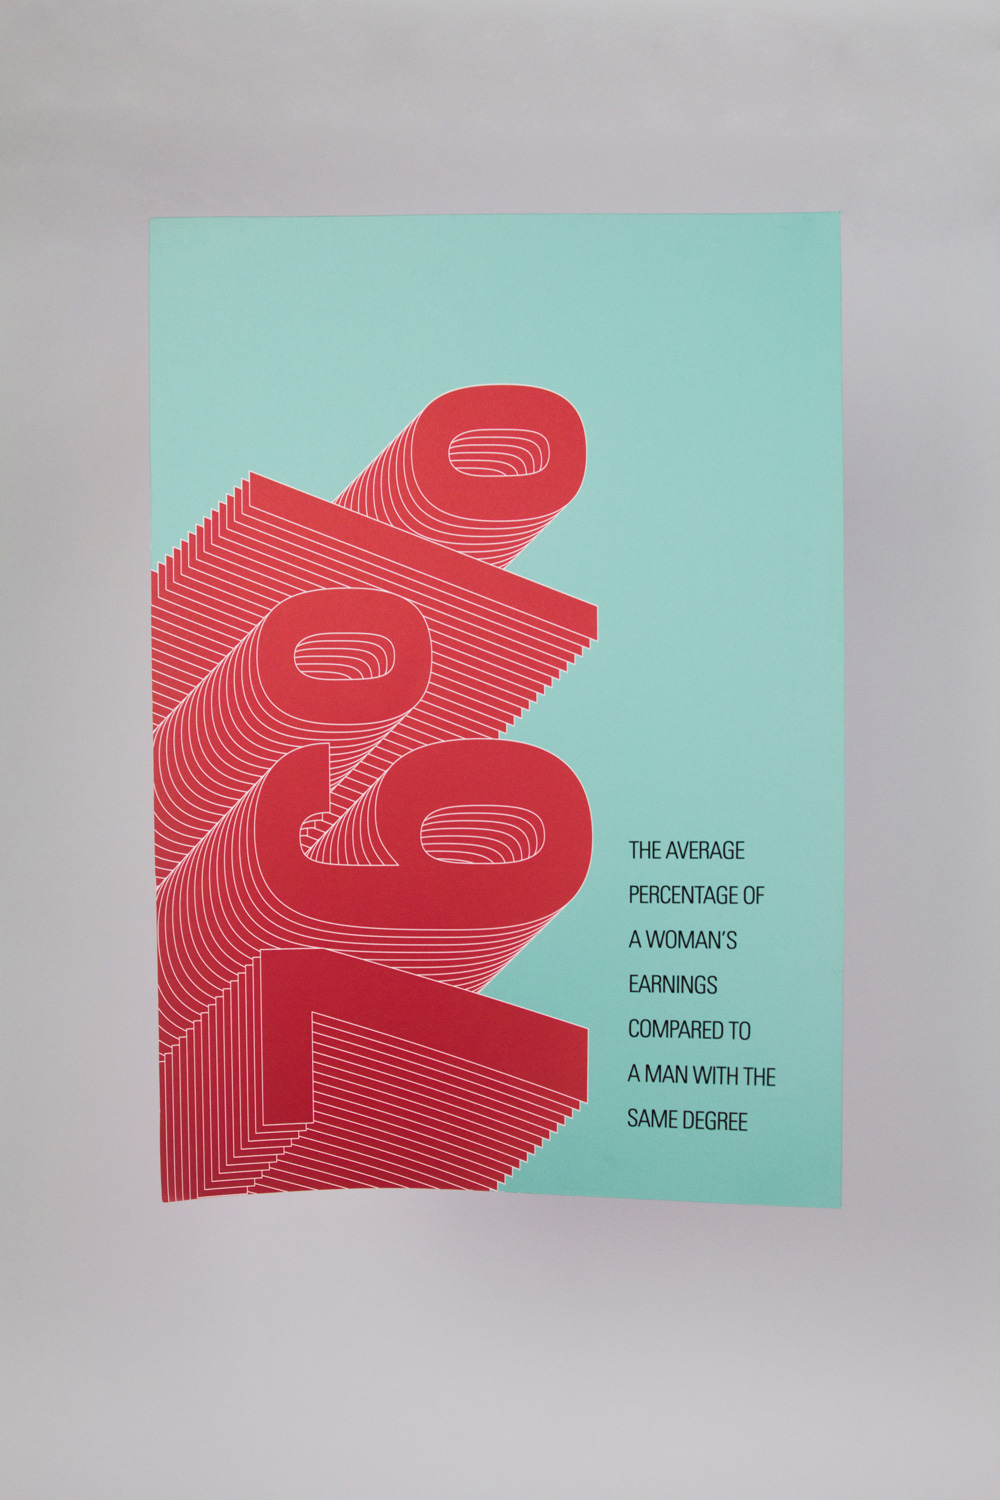 76%
THE AVERAGE
PERCENTAGE OF
A WOMAN'S
EARNINGS
COMPARED TO
A MAN WITH THE
SAME DEGREE